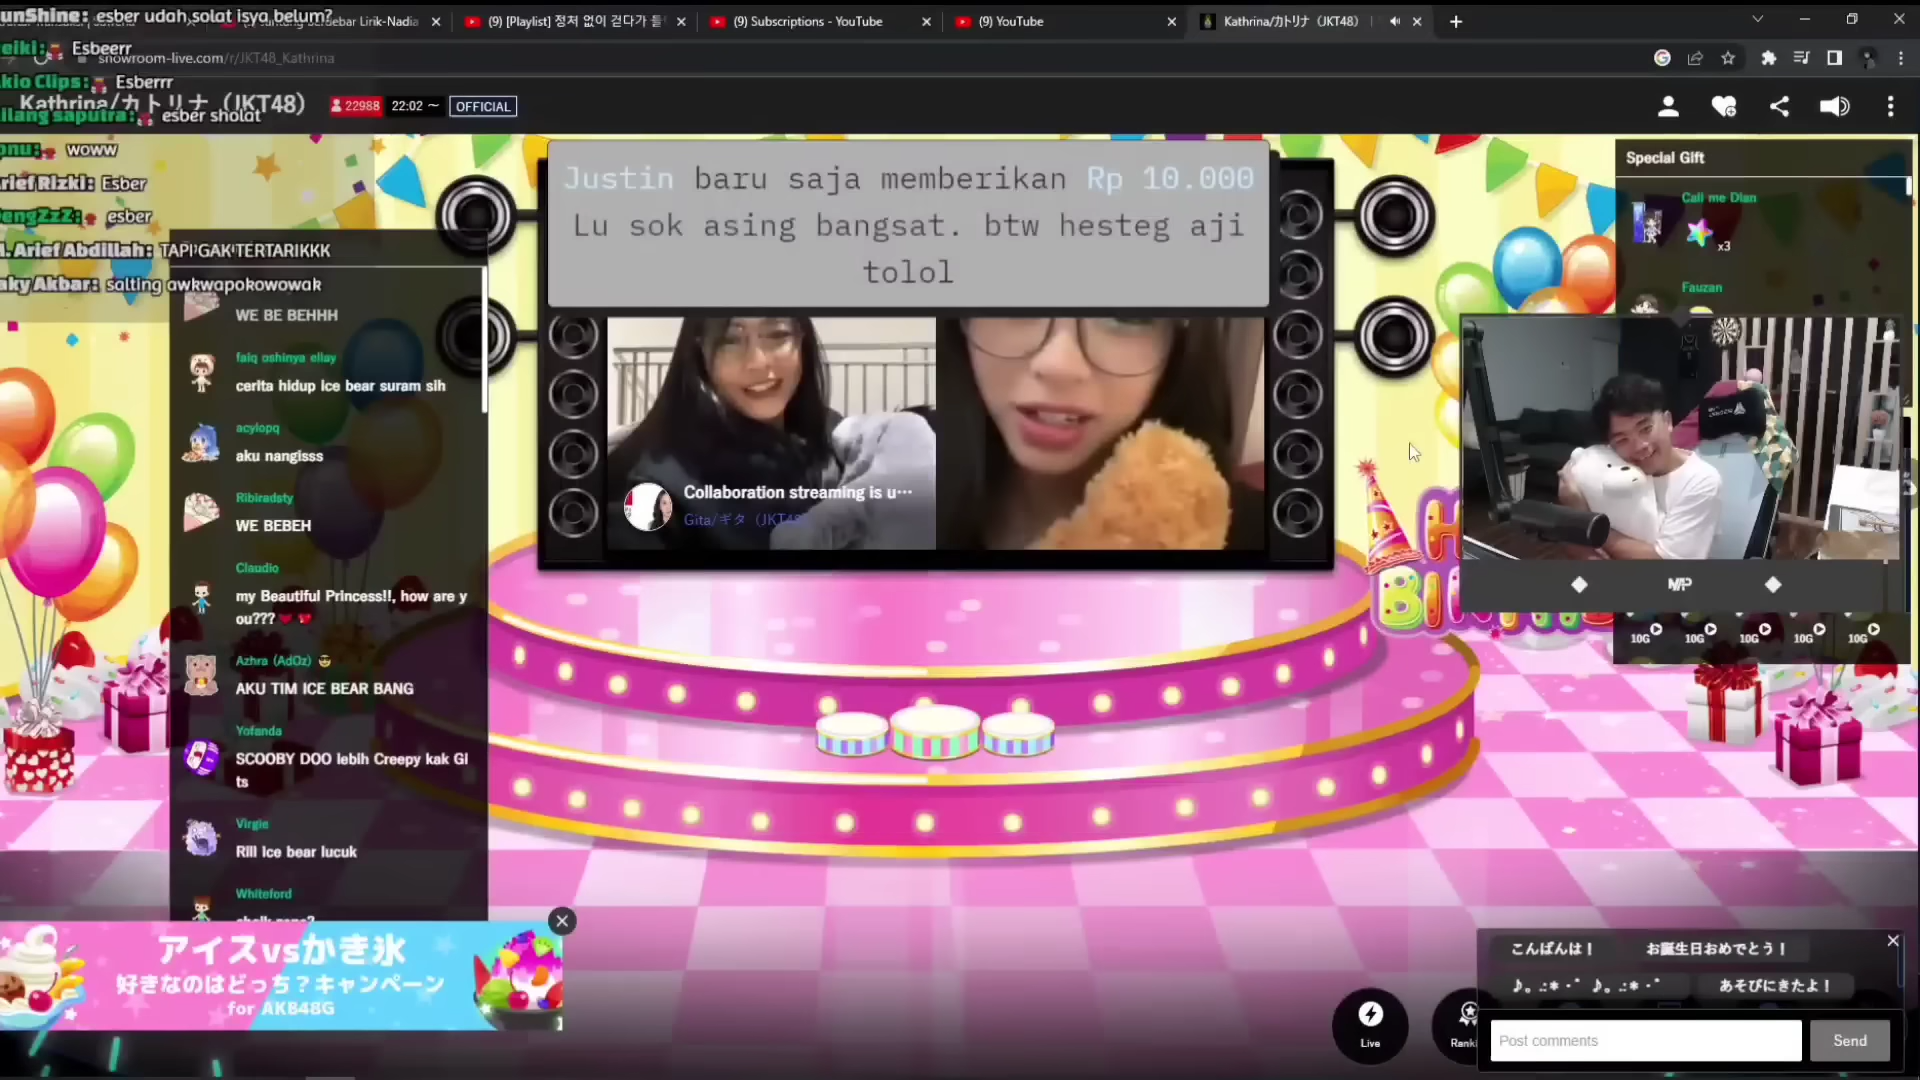 unShine: esber udah solat isya belum?
eiki: Esbeerr
kio Clips: Esberrr
ilang saputra: esber sholat
onu: woww
rief Rizki: Esber
DengZzZ: esber
M. Arief Abdillah: TAPI GAK TERTARIKKK
aky Akbar: salting awkwapokowowak
debar Lirik-Nadia
(9) [Playlist] 정처 없이 걷다가 들
(9) Subscriptions - YouTube
(9) YouTube
Kathrina/カトリナ（JKT48）
showroom-live.com/r/JKT48_Kathrina
Kathrina/カトリナ（JKT48）
22988
22:02 ～
OFFICIAL
Justin baru saja memberikan Rp 10.000
Lu sok asing bangsat. btw hesteg aji
tolol
Collaboration streaming is u…
Gita/ギタ（JKT48）
WE BE BEHHH
faiq oshinya ellay
cerita hidup Ice bear suram sih
acylopq
aku nangisss
Ribiradsty
WE BEBEH
Claudio
my Beautiful Princess!!, how are y
ou???
Azhra (AdOz)
AKU TIM ICE BEAR BANG
Yofanda
SCOOBY DOO lebih Creepy kak GI
ts
Virgie
Rill Ice bear lucuk
Whiteford
Special Gift
Call me Dian
x3
Fauzan
H
BI
10G
10G
10G
10G
10G
アイスvsかき氷
好きなのはどっち？キャンペーン
for AKB48G
Live
Ranki
こんばんは！
お誕生日おめでとう！
♪。.:＊・゜♪。.:＊・゜
あそびにきたよ！
Post comments
Send